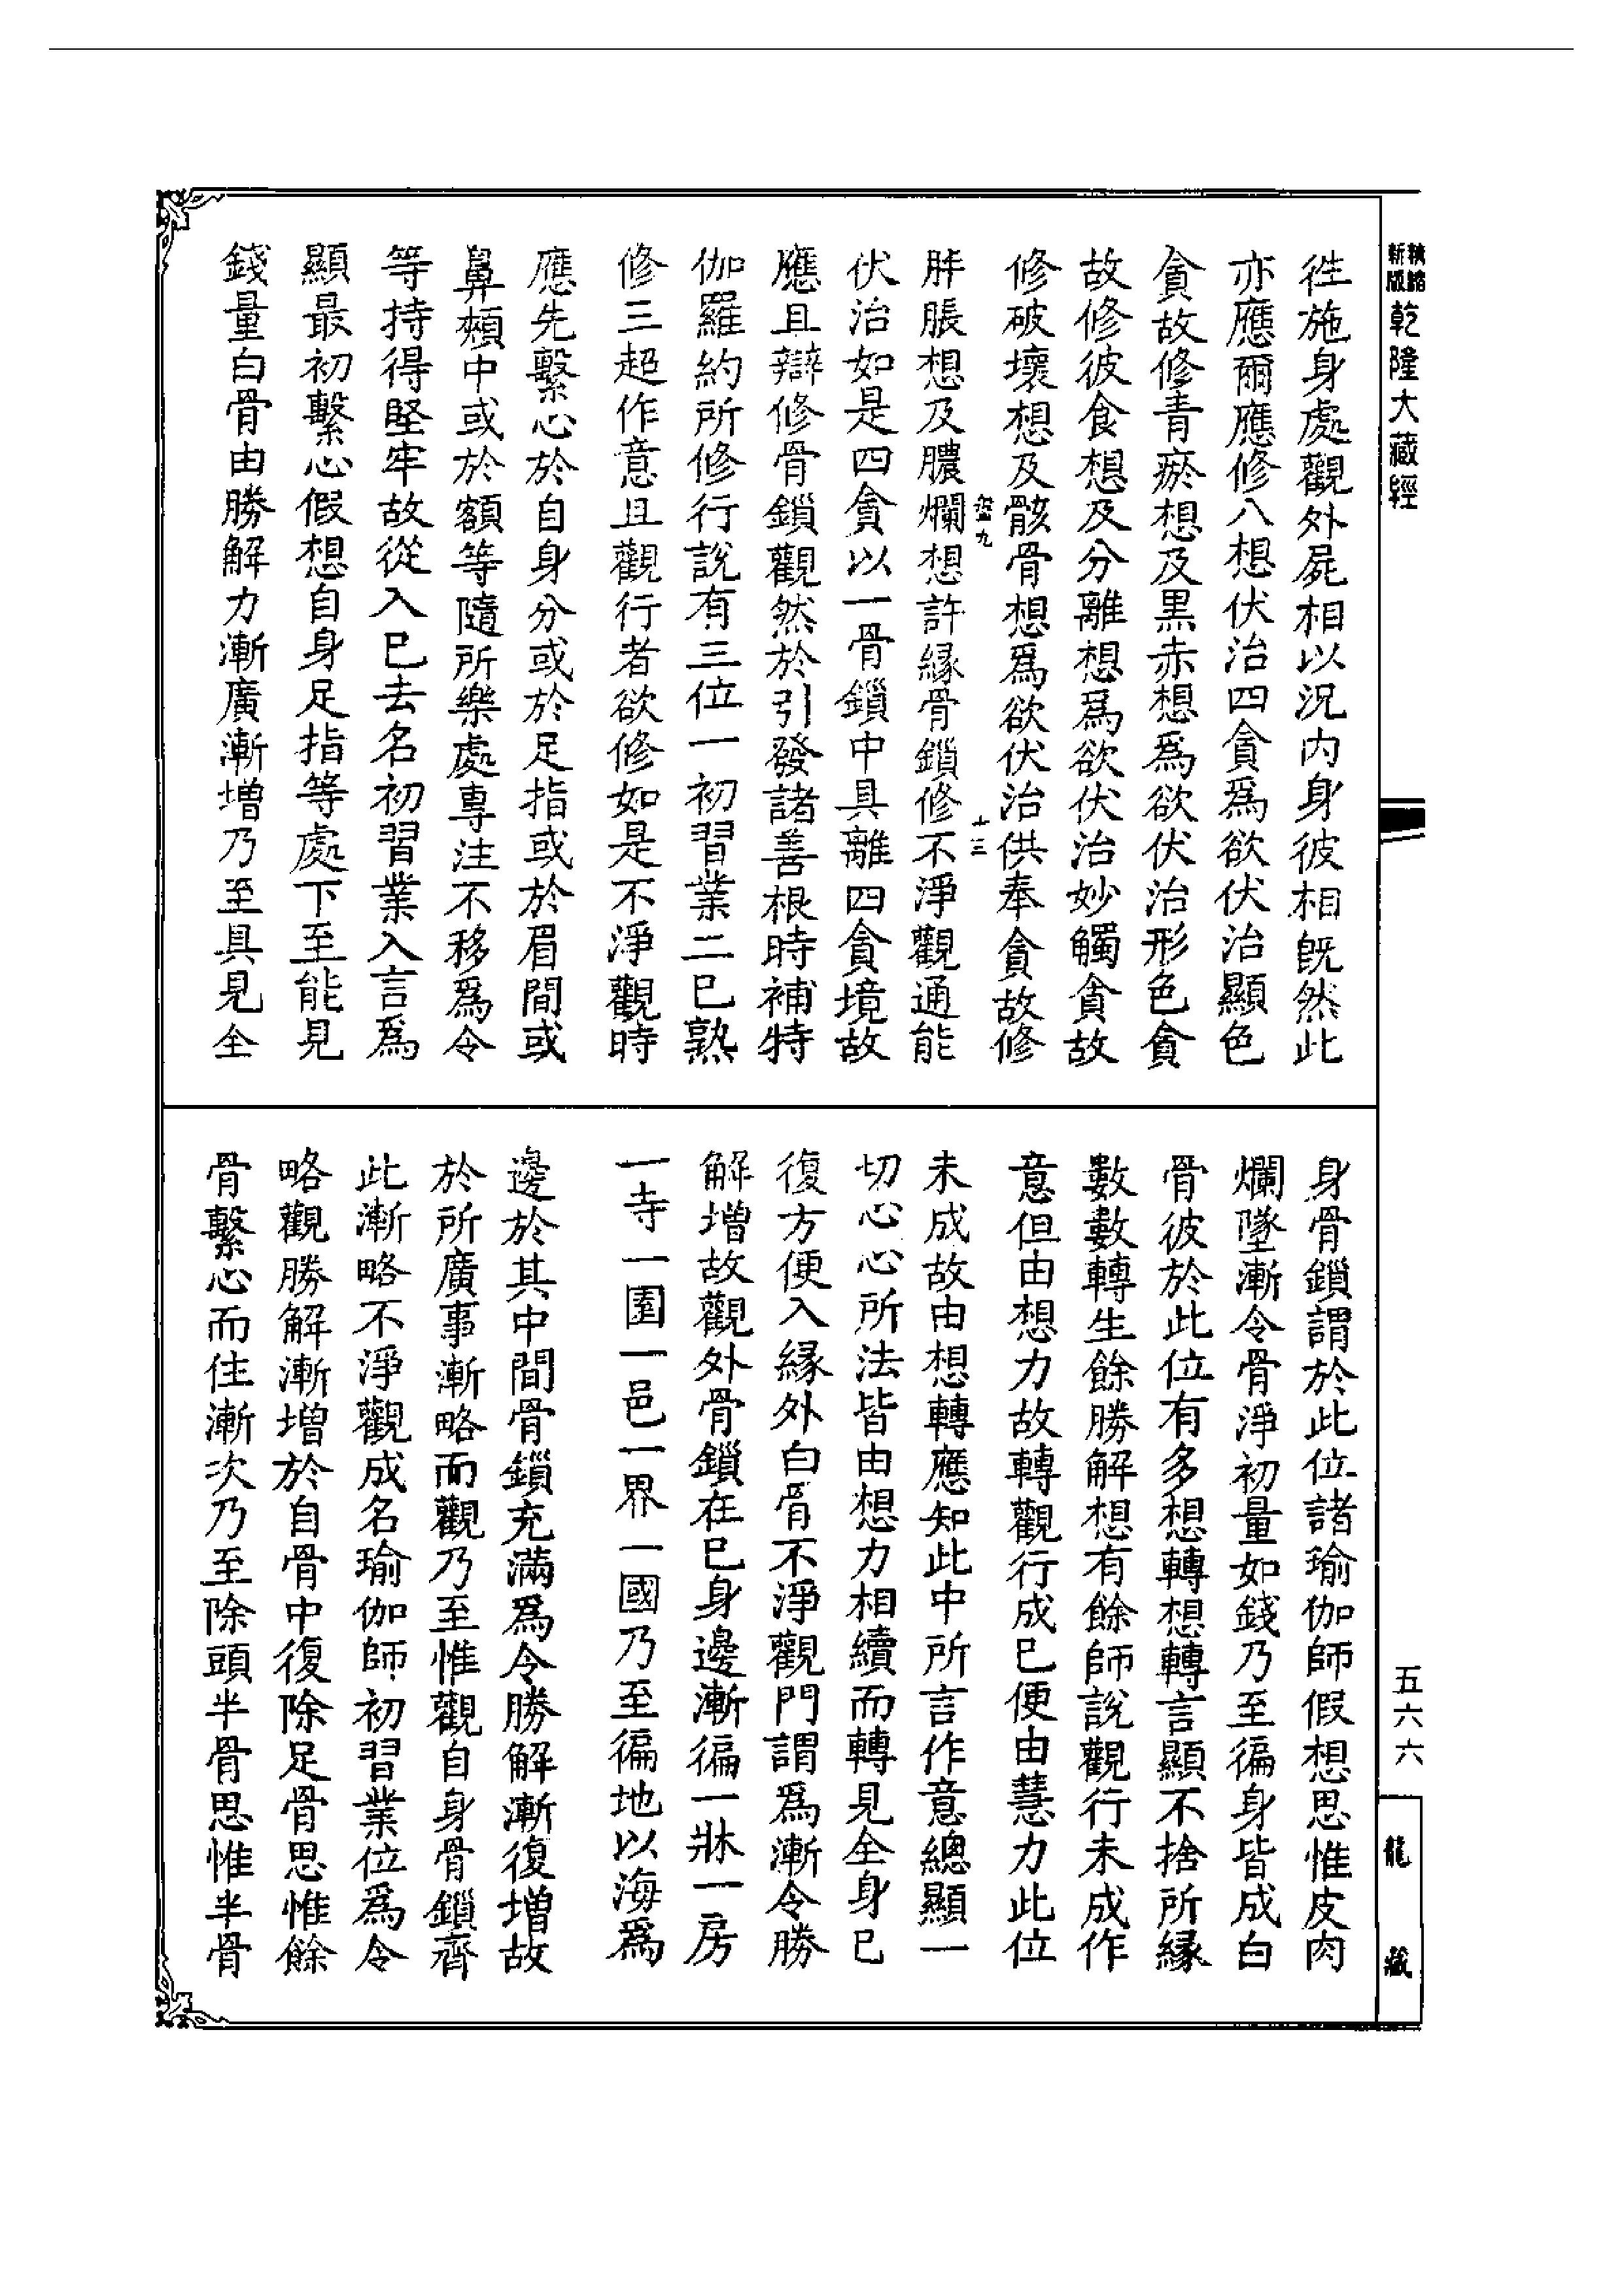 精縮新版乾隆大藏經
徃施身處觀外屍相以況内身彼相旣然此
亦應爾應修八想伏治四貪爲欲伏治顯色
貪故修青瘀想及黒赤想爲欲伏治形色貪
故修彼食想及分離想爲欲伏治妙觸貪故
修破壞想及骸骨想爲欲伏治供奉貪故修
九
十三
胮脹想及膿爛想許縁骨鎖修不淨觀通能
伏治如是四貪以一骨鎖中具離四貪境故
應且辯修骨鎖觀然於引發諸善根時補特
伽羅約所修行說有三位一初習業二巳熟
修三超作意且觀行者欲修如是不淨觀時
應先繫心於自身分或於足指或於眉間或
鼻頞中或於額等隨所樂處專注不移爲令
等持得堅牢故從入巳去名初習業入言爲
顯最初繫心假想自身足指等處下至能見
錢量白骨由勝解力漸廣漸增乃至具見全
身骨鎖謂於此位諸瑜伽師假想思惟皮肉
爛墜漸令骨淨初量如錢乃至徧身皆成白
骨彼於此位有多想轉想轉言顯不捨所縁
數數轉生餘勝解想有餘師說觀行未成作
意但由想力故轉觀行成巳便由慧力此位
未成故由想轉應知此中所言作意總顯一
切心心所法皆由想力相續而轉見全身巳
復方便入縁外白骨不淨觀門謂爲漸令勝
解增故觀外骨鎖在巳身邊漸徧一牀一房
一寺一園一邑一界一國乃至徧地以海爲
邊於其中間骨鎖充滿爲令勝解漸復增故
於所廣事漸略而觀乃至惟觀自身骨鎖齊
此漸略不淨觀成名瑜伽師初習業位爲令
略觀勝解漸增於自骨中復除足骨思惟餘
骨繫心而住漸漸次乃至除頭半骨思惟半骨
五六六
龍藏